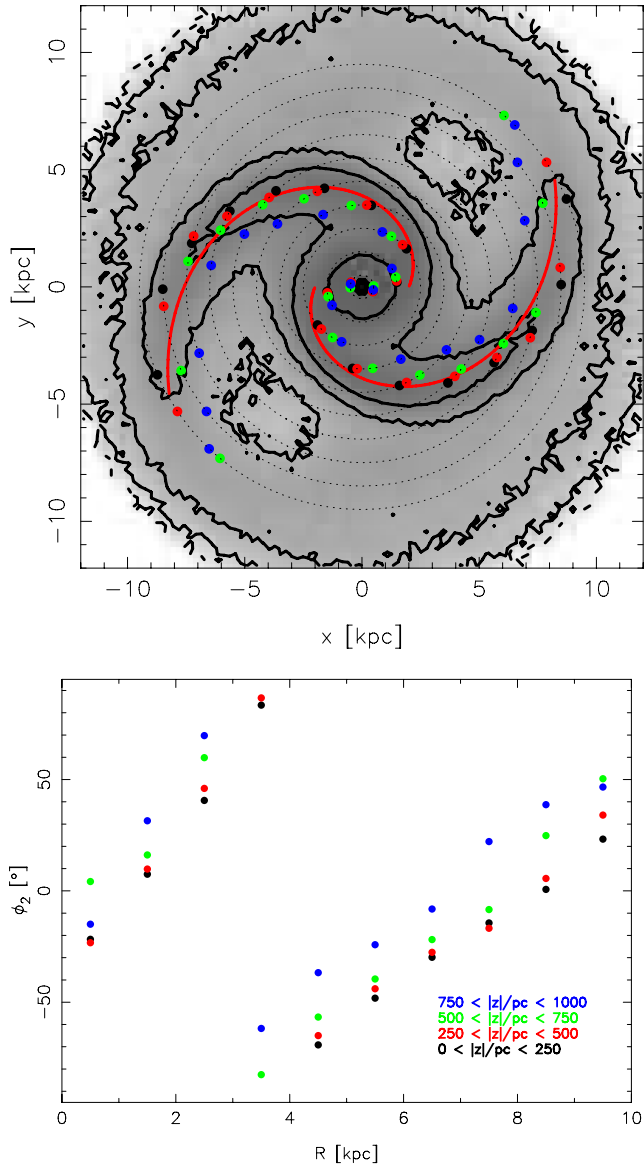 10
5
0
−5
−10
y [kpc]
−10 −5 0 5 10
x [kpc]
50
0
−50
ϕ₂ [°]
750 < |z|/pc < 1000
500 < |z|/pc < 750
250 < |z|/pc < 500
0 < |z|/pc < 250
0 2 4 6 8 10
R [kpc]